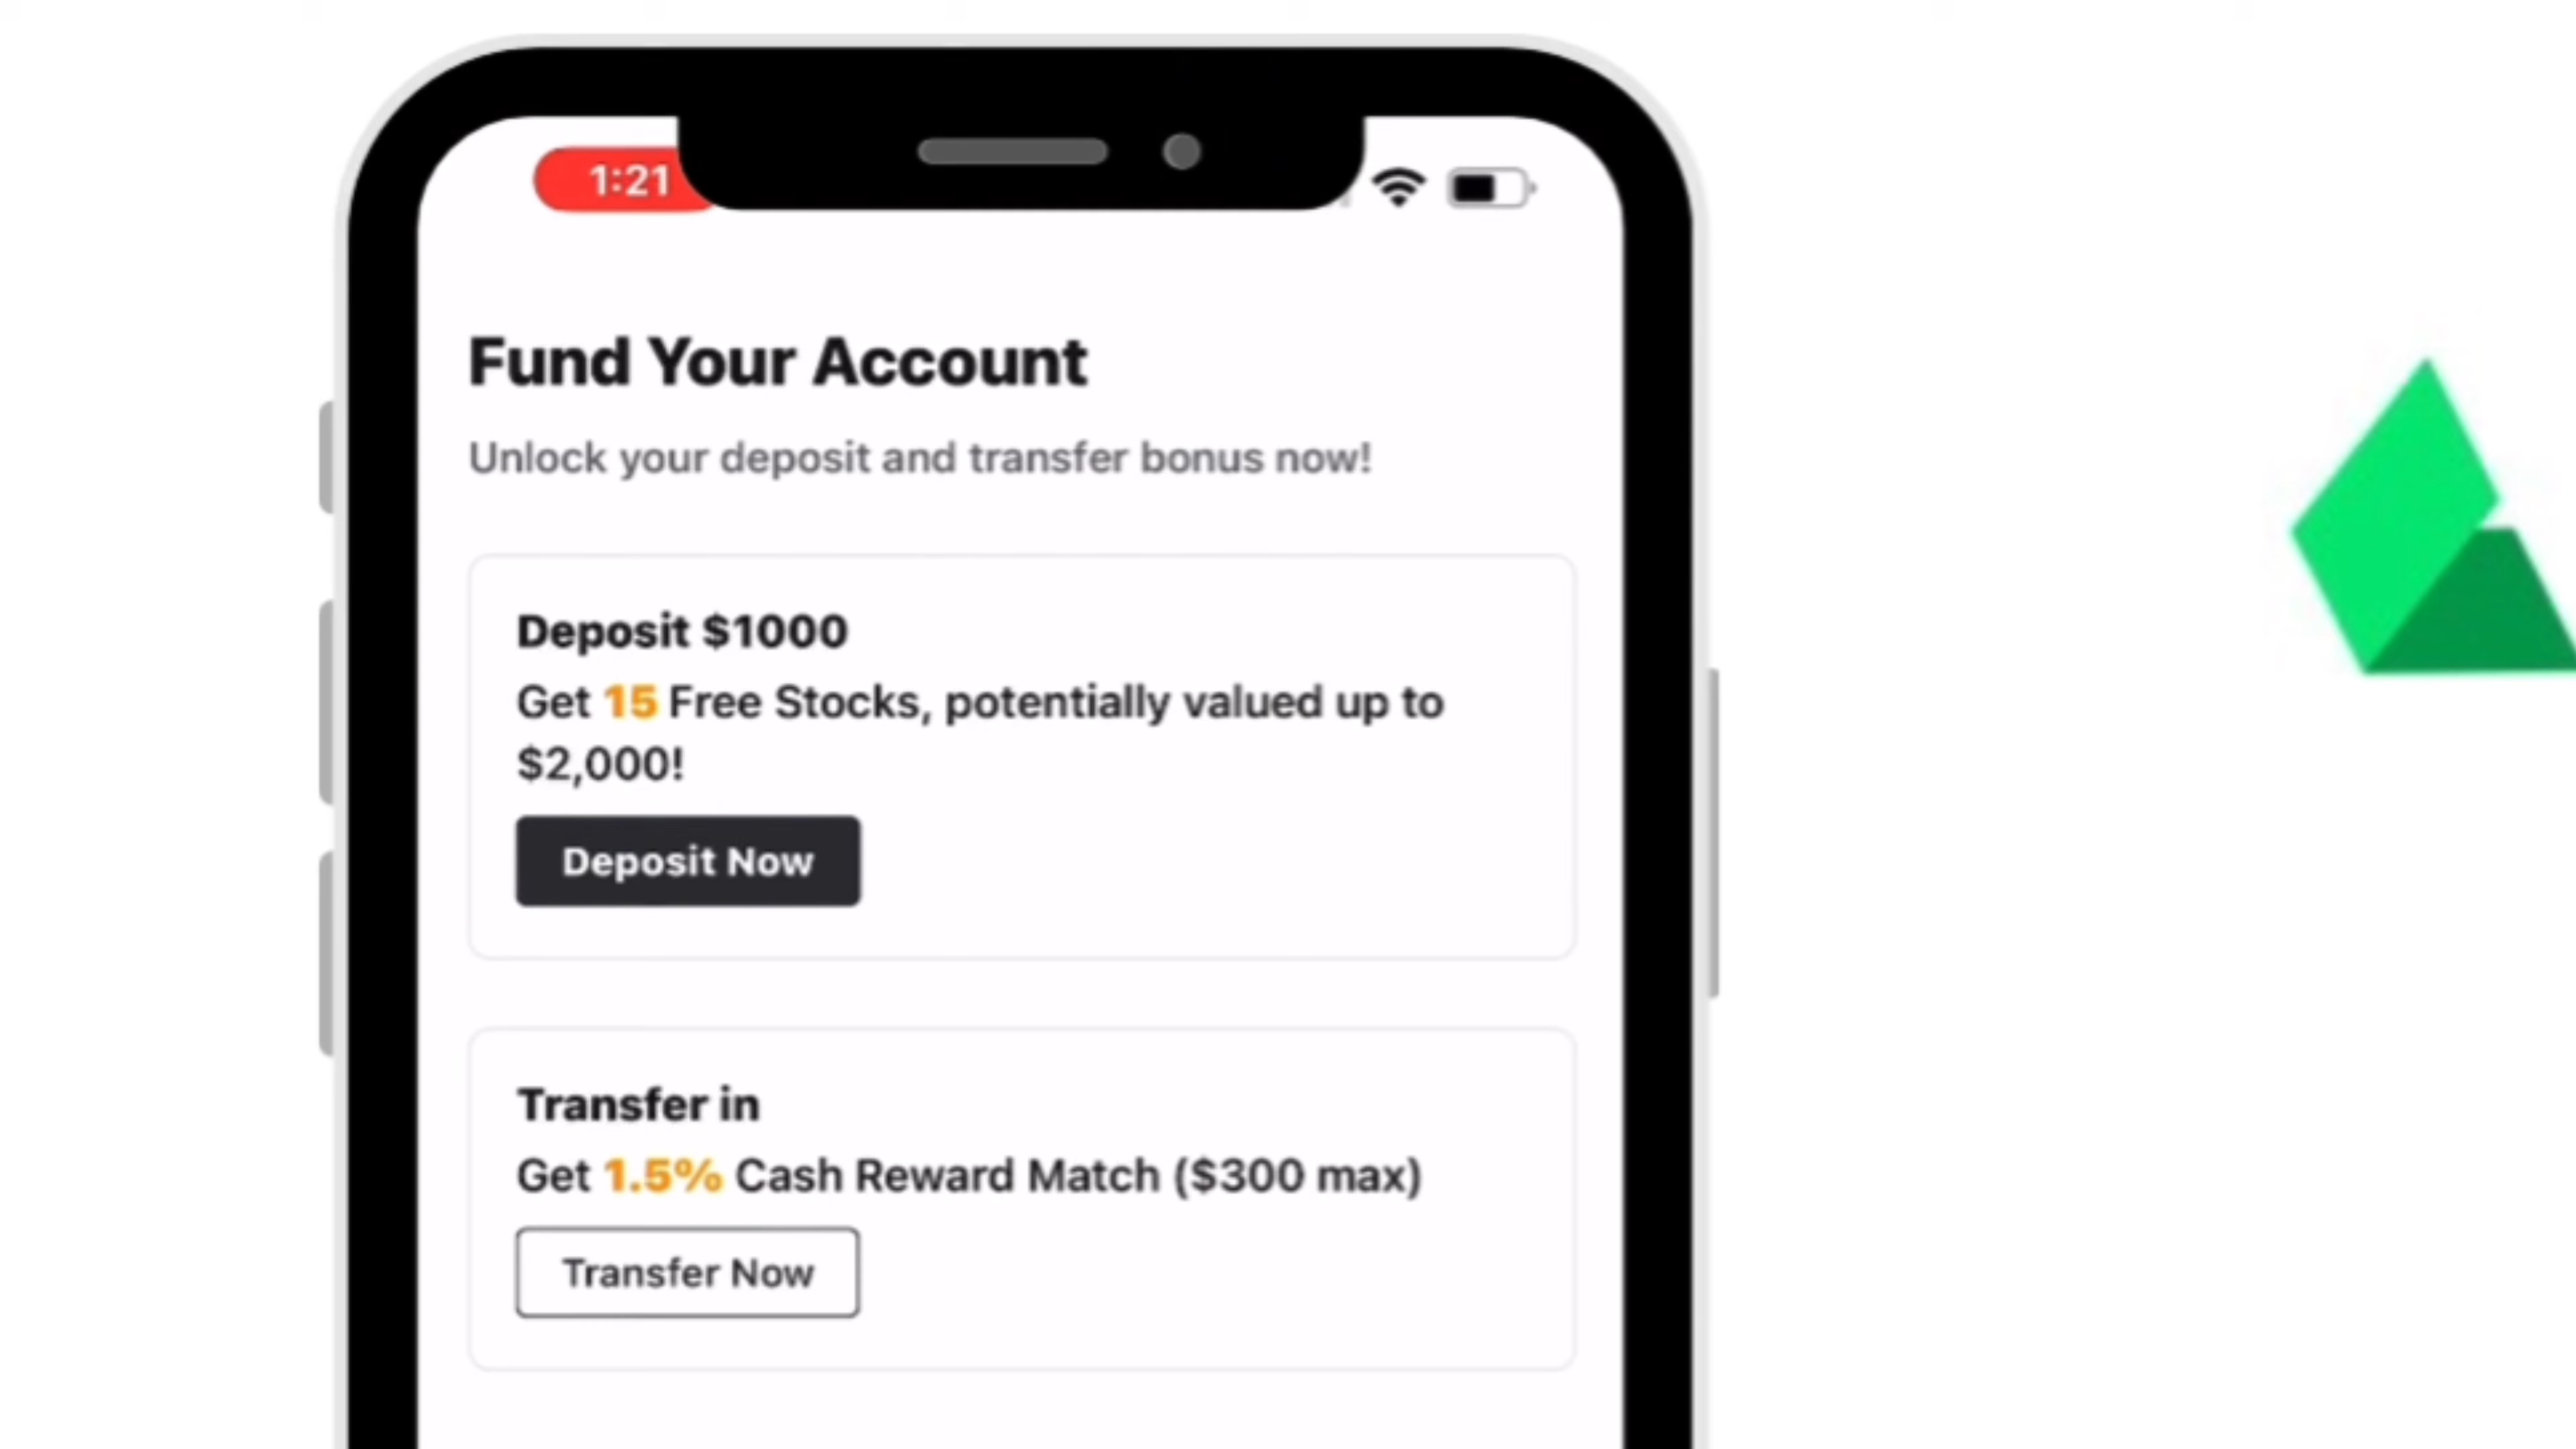 1:21
Fund Your Account
Unlock your deposit and transfer bonus now!
Deposit $1000
Get 15 Free Stocks, potentially valued up to
$2,000!
Deposit Now
Transfer in
Get 1.5% Cash Reward Match ($300 max)
Transfer Now